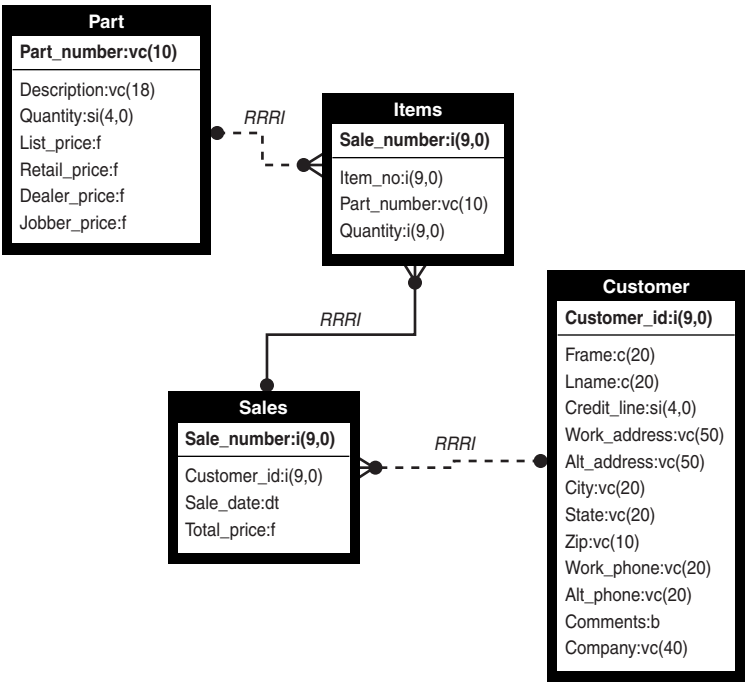 Part
Part_number:vc(10)
Description:vc(18)
Quantity:si(4,0)
List_price:f
Retail_price:f
Dealer_price:f
Jobber_price:f
RRRI
Items
Sale_number:i(9,0)
Item_no:i(9,0)
Part_number:vc(10)
Quantity:i(9,0)
RRRI
Sales
Sale_number:i(9,0)
Customer_id:i(9,0)
Sale_date:dt
Total_price:f
RRRI
Customer
Customer_id:i(9,0)
Frame:c(20)
Lname:c(20)
Credit_line:si(4,0)
Work_address:vc(50)
Alt_address:vc(50)
City:vc(20)
State:vc(20)
Zip:vc(10)
Work_phone:vc(20)
Alt_phone:vc(20)
Comments:b
Company:vc(40)